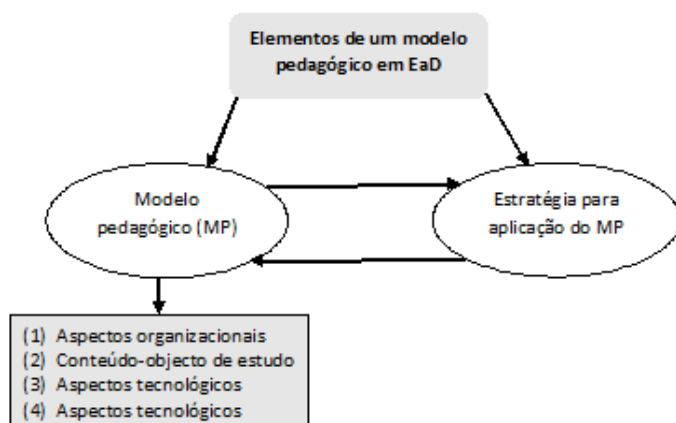 Elementos de um modelo
pedagógico em EaD
Modelo
pedagógico (MP)
Estratégia para
aplicação do MP
(1) Aspectos organizacionais
(2) Conteúdo-objecto de estudo
(3) Aspectos tecnológicos
(4) Aspectos tecnológicos